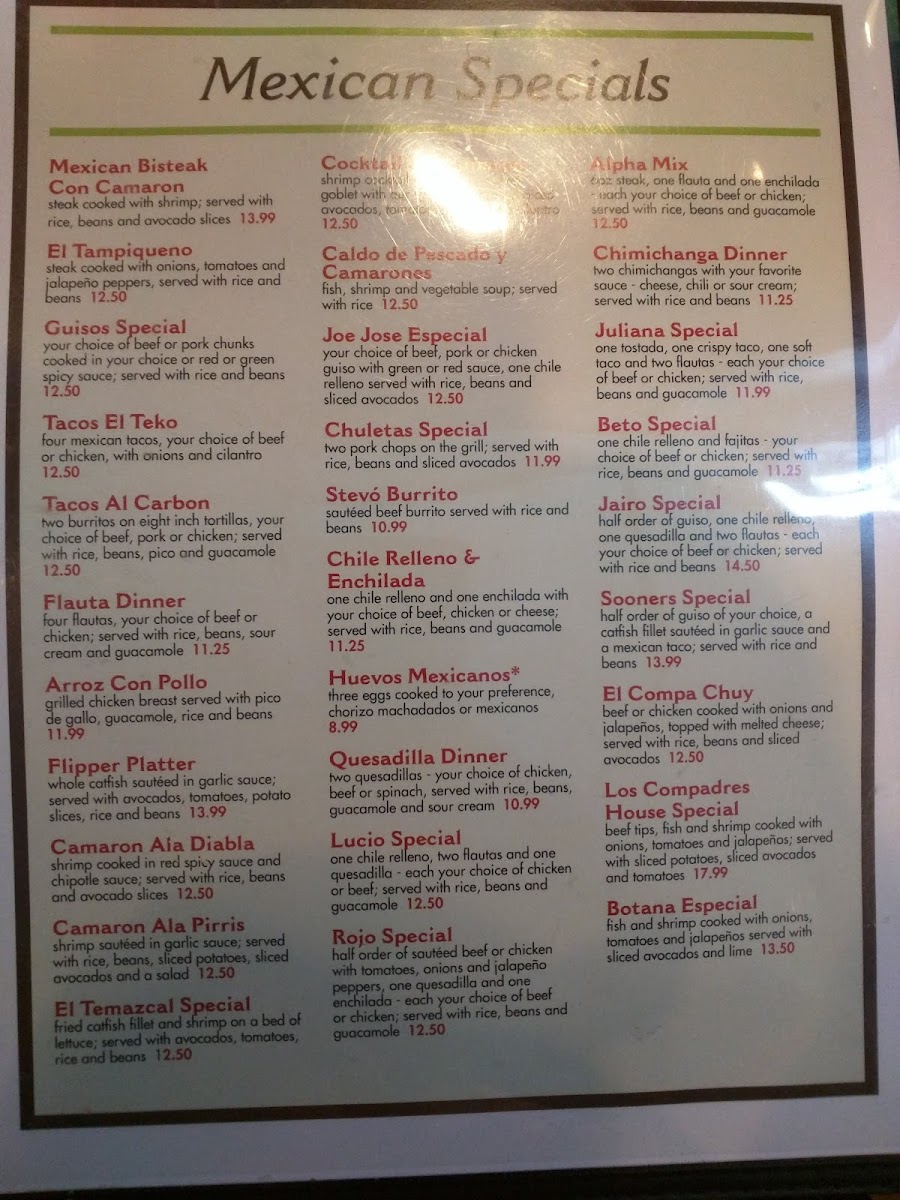 Mexican Specials
Mexican Bisteak
Con Camaron
steak cooked with shrimp; served with
rice, beans and avocado slices 13.99
El Tampiqueno
steak cooked with onions, tomatoes and
jalapeño peppers, served with rice and
beans 12.50
Guisos Special
your choice of beef or pork chunks
cooked in your choice or red or green
spicy sauce; served with rice and beans
12.50
Tacos El Teko
four mexican tacos, your choice of beef
or chicken, with onions and cilantro
12.50
Tacos Al Carbon
two burritos on eight inch tortillas, your
choice of beef, pork or chicken; served
with rice, beans, pico and guacamole
12.50
Flauta Dinner
four flautas, your choice of beef or
chicken; served with rice, beans, sour
cream and guacamole 11.25
Arroz Con Pollo
grilled chicken breast served with pico
de gallo, guacamole, rice and beans
11.99
Flipper Platter
whole catfish sautéed in garlic sauce;
served with avocados, tomatoes, potato
slices, rice and beans 13.99
Camaron Ala Diabla
shrimp cooked in red spicy sauce and
chipotle sauce; served with rice, beans
and avocado slices 12.50
Camaron Ala Pirris
shrimp sautéed in garlic sauce; served
with rice, beans, sliced potatoes, sliced
avocados and a salad 12.50
El Temazcal Special
fried catfish fillet and shrimp on a bed of
lettuce; served with avocados, tomatoes,
rice and beans 12.50
Cocktail
shrimp
goblet with
avocados,
12.50
Caldo de Pescado y
Camarones
fish, shrimp and vegetable soup; served
with rice 12.50
Joe Jose Especial
your choice of beef, pork or chicken
guiso with green or red sauce, one chile
relleno served with rice, beans and
sliced avocados 12.50
Chuletas Special
two pork chops on the grill; served with
rice, beans and sliced avocados 11.99
Stevó Burrito
sautéed beef burrito served with rice and
beans 10.99
Chile Relleno &
Enchilada
one chile relleno and one enchilada with
your choice of beef, chicken or cheese;
served with rice, beans and guacamole
11.25
Huevos Mexicanos*
three eggs cooked to your preference,
chorizo machadados or mexicanos
8.99
Quesadilla Dinner
two quesadillas - your choice of chicken,
beef or spinach, served with rice, beans,
guacamole and sour cream 10.99
Lucio Special
one chile relleno, two flautas and one
quesadilla - each your choice of chicken
or beef; served with rice, beans and
guacamole 12.50
Rojo Special
half order of sautéed beef or chicken
with tomatoes, onions and jalapeño
peppers, one quesadilla and one
enchilada - each your choice of beef
or chicken; served with rice, beans and
guacamole 12.50
Alpha Mix
steak, one flauta and one enchilada
- each your choice of beef or chicken;
served with rice, beans and guacamole
12.50
Chimichanga Dinner
two chimichangas with your favorite
sauce - cheese, chili or sour cream;
served with rice and beans 11.25
Juliana Special
one tostada, one crispy taco, one soft
taco and two flautas - each your choice
of beef or chicken; served with rice,
beans and guacamole 11.99
Beto Special
one chile relleno and fajitas - your
choice of beef or chicken; served with
rice, beans and guacamole 11.25
Jairo Special
half order of guiso, one chile relleno,
one quesadilla and two flautas - each
your choice of beef or chicken; served
with rice and beans 14.50
Sooners Special
half order of guiso of your choice, a
catfish fillet sautéed in garlic sauce and
a mexican taco; served with rice and
beans 13.99
El Compa Chuy
beef or chicken cooked with onions and
jalapeños, topped with melted cheese;
served with rice, beans and sliced
avocados 12.50
Los Compadres
House Special
beef tips, fish and shrimp cooked with
onions, tomatoes and jalapeños; served
with sliced potatoes, sliced avocados
and tomatoes 17.99
Botana Especial
fish and shrimp cooked with onions,
tomatoes and jalapeños served with
sliced avocados and lime 13.50